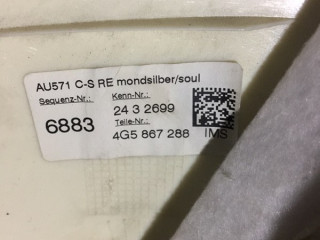 AU571 C-S RE mondsilber/soul
Sequenz-Nr.: Kenn-Nr.:
6883 24 3 2699
Teile-Nr.:
4G5 867 288 IMS